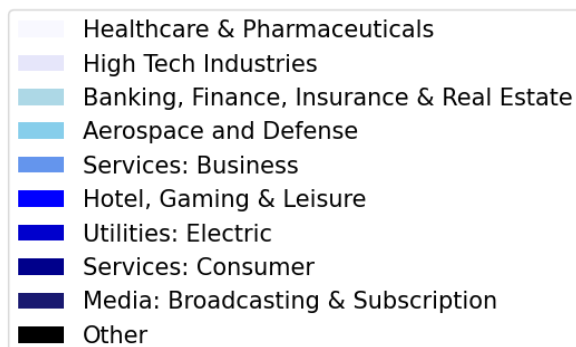 Healthcare & Pharmaceuticals
High Tech Industries
Banking, Finance, Insurance & Real Estate
Aerospace and Defense
Services: Business
Hotel, Gaming & Leisure
Utilities: Electric
Services: Consumer
Media: Broadcasting & Subscription
Other